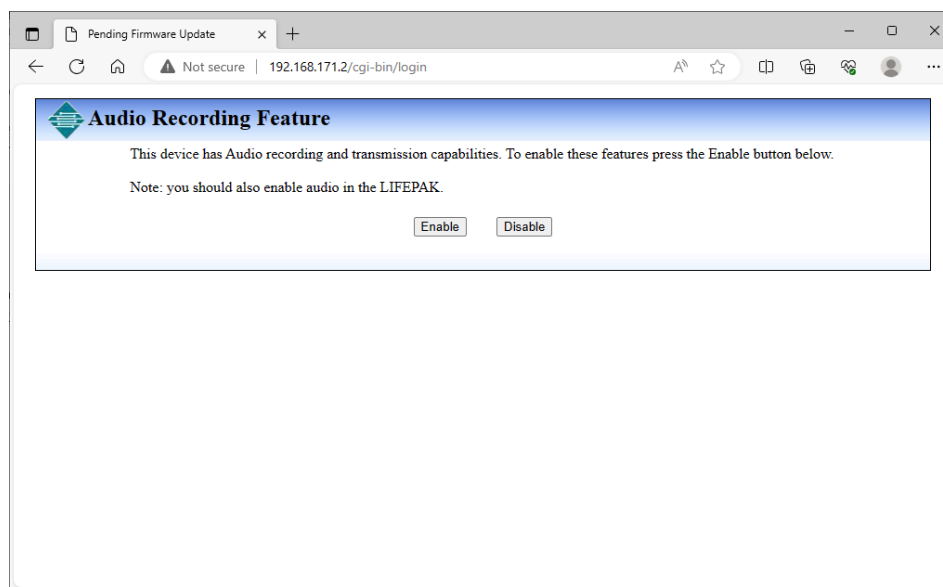 Pending Firmware Update
Not secure | 192.168.171.2/cgi-bin/login
Audio Recording Feature
This device has Audio recording and transmission capabilities. To enable these features press the Enable button below.
Note: you should also enable audio in the LIFEPAK.
Enable Disable